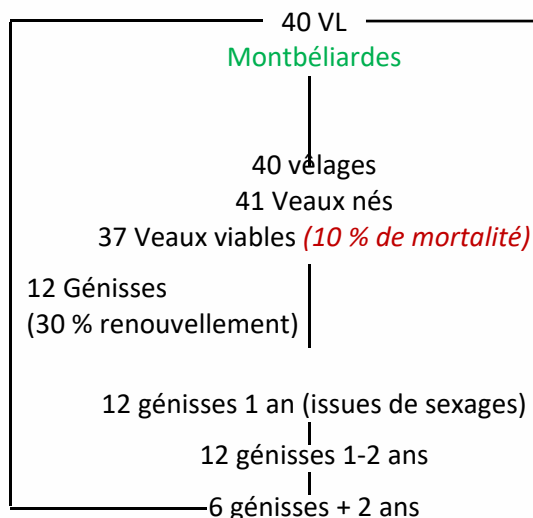 40 VL
Montbéliardes
40 vêlages
41 Veaux nés
37 Veaux viables (10 % de mortalité)
12 Génisses
(30 % renouvellement)
12 génisses 1 an (issues de sexages)
12 génisses 1-2 ans
6 génisses + 2 ans